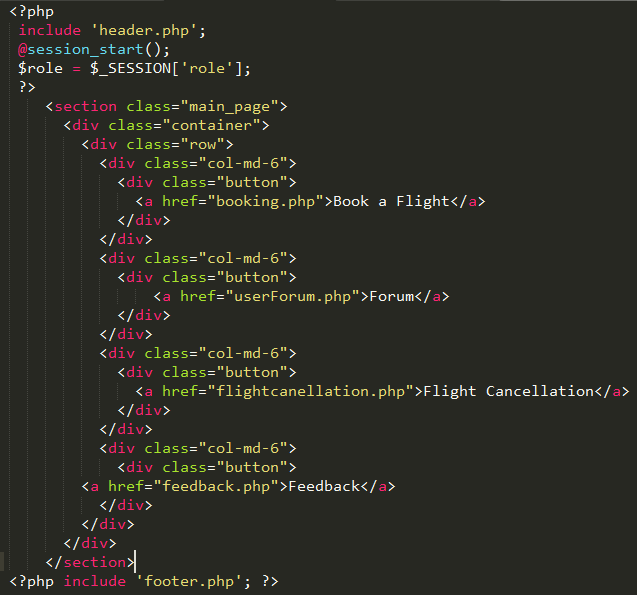 <?php
include 'header.php';
@session_start();
$role = $_SESSION['role'];
?>
<section class="main_page">
<div class="container">
<div class="row">
<div class="col-md-6">
<div class="button">
<a href="booking.php">Book a Flight</a>
</div>
</div>
<div class="col-md-6">
<div class="button">
<a href="userForum.php">Forum</a>
</div>
</div>
<div class="col-md-6">
<div class="button">
<a href="flightcanellation.php">Flight Cancellation</a>
</div>
</div>
<div class="col-md-6">
<div class="button">
<a href="feedback.php">Feedback</a>
</div>
</div>
</div>
</section>
<?php include 'footer.php'; ?>